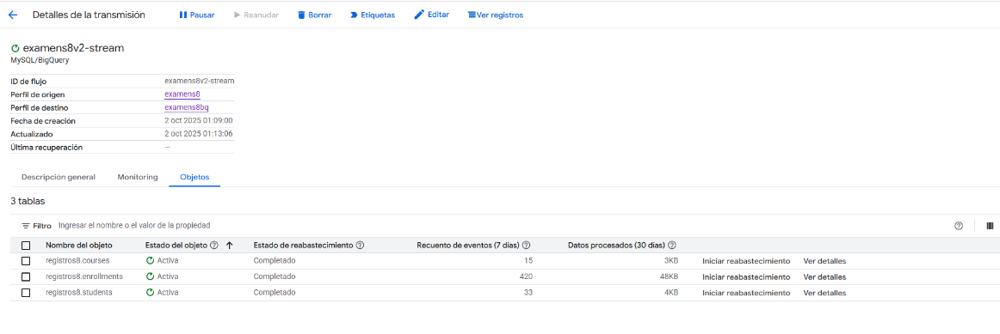 Detalles de la transmisión Pausar Reanudar Borrar Etiquetas Editar Ver registros
examens8v2-stream
MySQL/BigQuery
ID de flujo examens8v2-stream
Perfil de origen examens8
Perfil de destino examens8bq
Fecha de creación 2 oct 2025 01:09:00
Actualizado 2 oct 2025 01:13:06
Última recuperación —
Descripción general Monitoring Objetos
3 tablas
Filtro Ingresar el nombre o el valor de la propiedad
Nombre del objeto Estado del objeto Estado de reabastecimiento Recuento de eventos (7 días) Datos procesados (30 días)
registros8.courses Activa Completado 15 3KB Iniciar reabastecimiento Ver detalles
registros8.enrollments Activa Completado 420 48KB Iniciar reabastecimiento Ver detalles
registros8.students Activa Completado 33 4KB Iniciar reabastecimiento Ver detalles